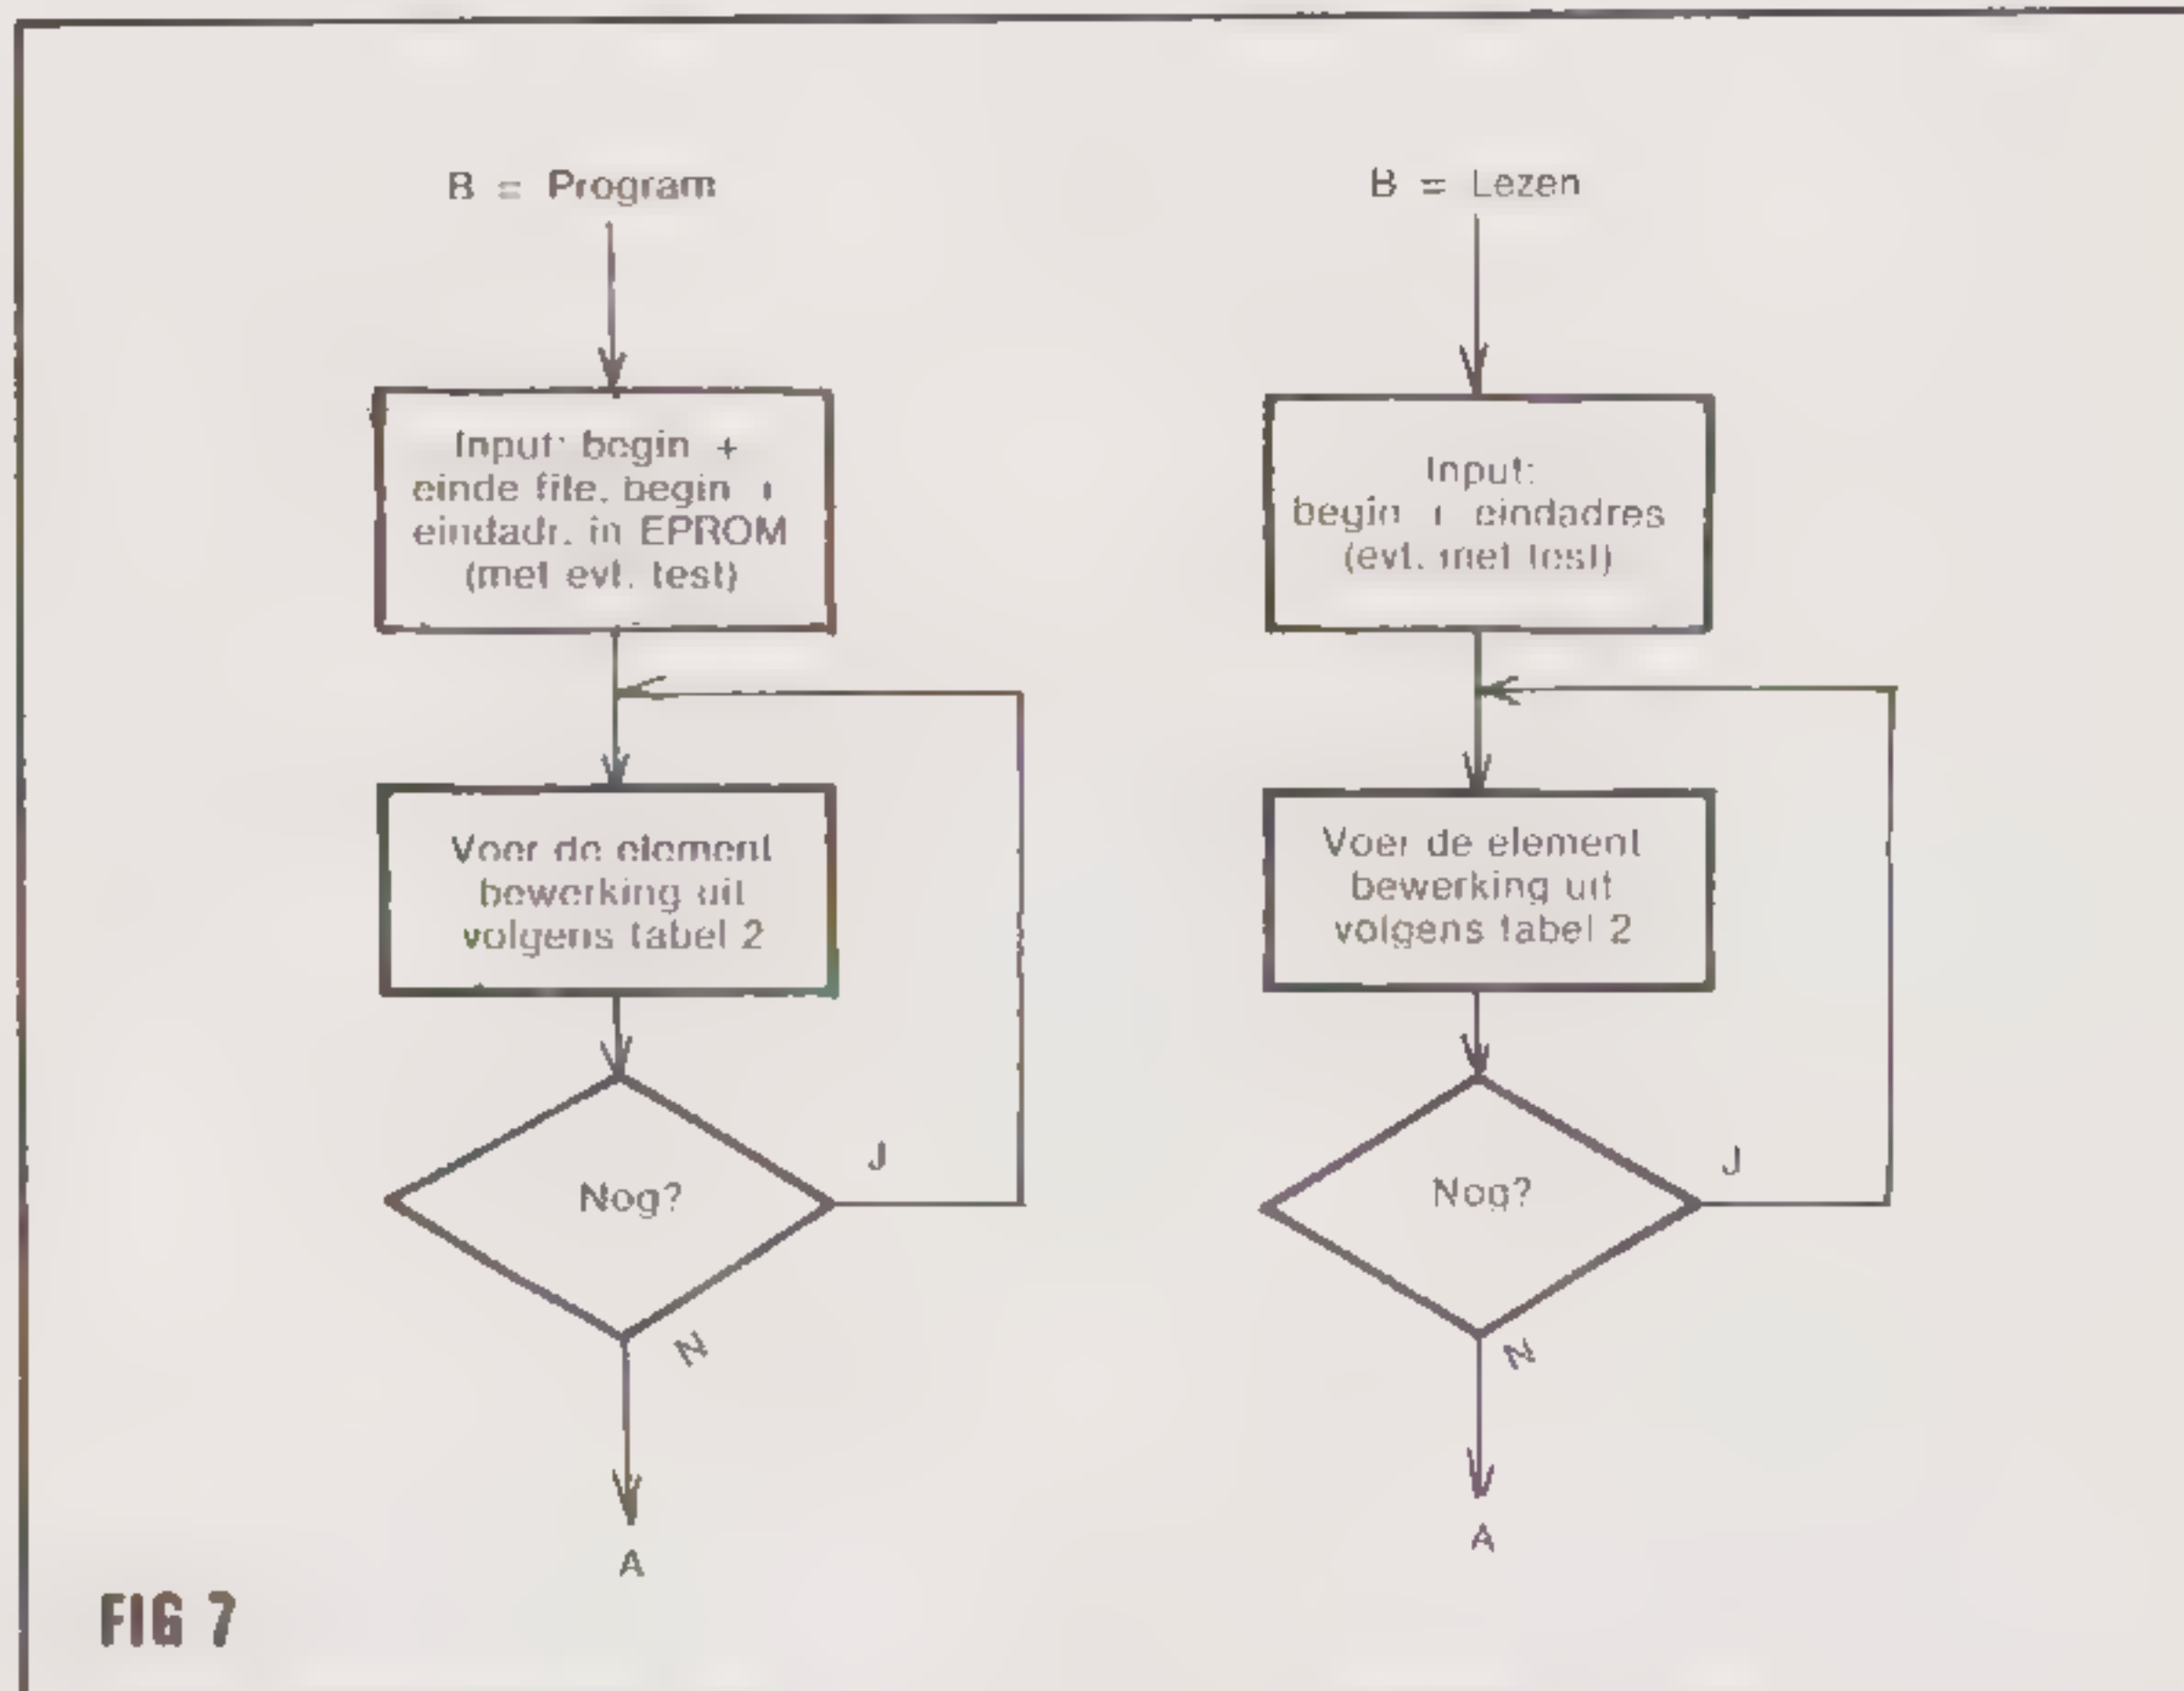 B = Program
Input: begin +
einde file, begin +
eindadr. in EPROM
(met evt. test)
Voer de element
bewerking uit
volgens tabel 2
Nog?
J
N
A
B = Lezen
Input:
begin + eindadres
(evt. met test)
Voer de element
bewerking uit
volgens tabel 2
Nog?
J
N
A
FIG 7